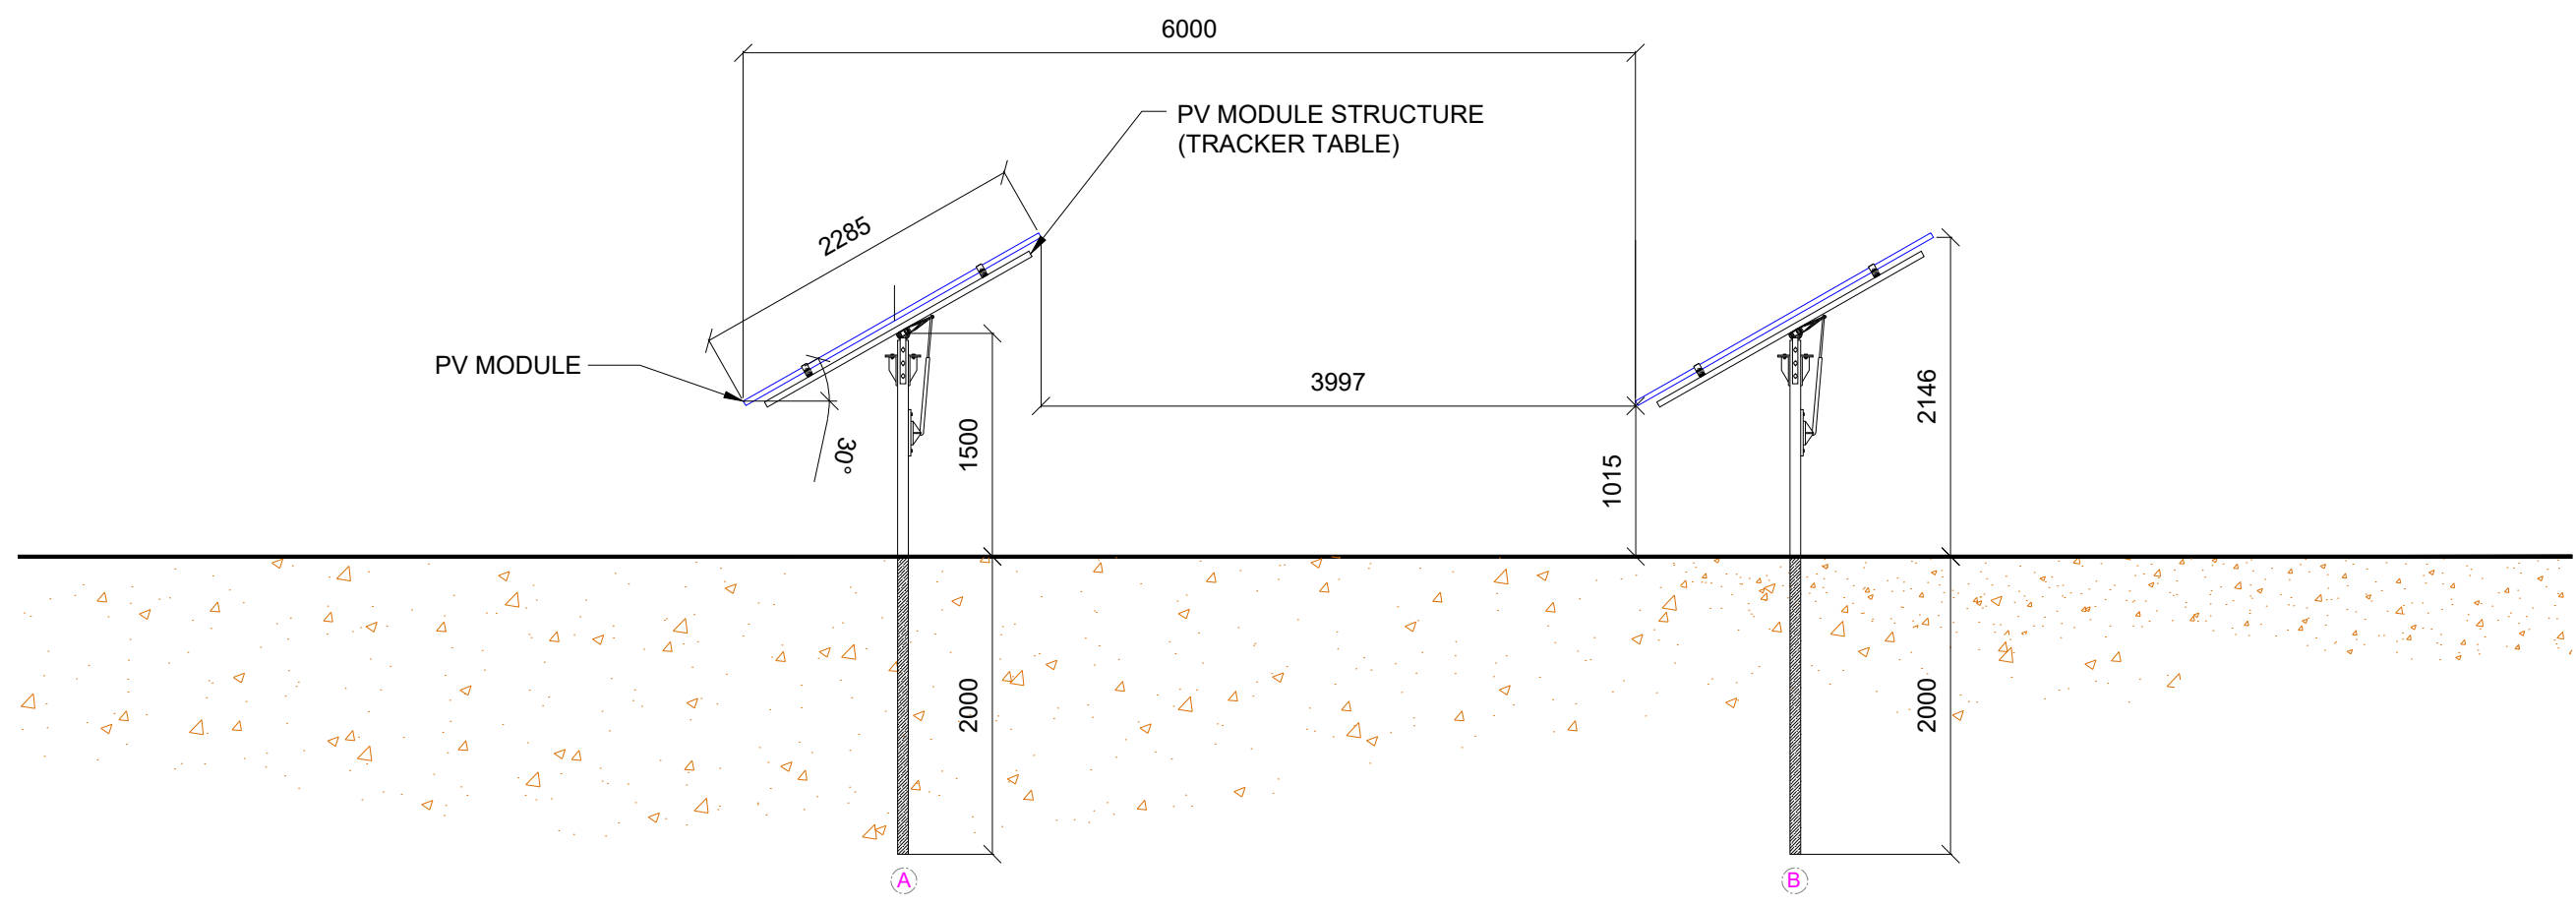 6000
PV MODULE STRUCTURE
(TRACKER TABLE)
2285
PV MODULE
30°
1500
3997
1015
2146
2000
2000
A
B